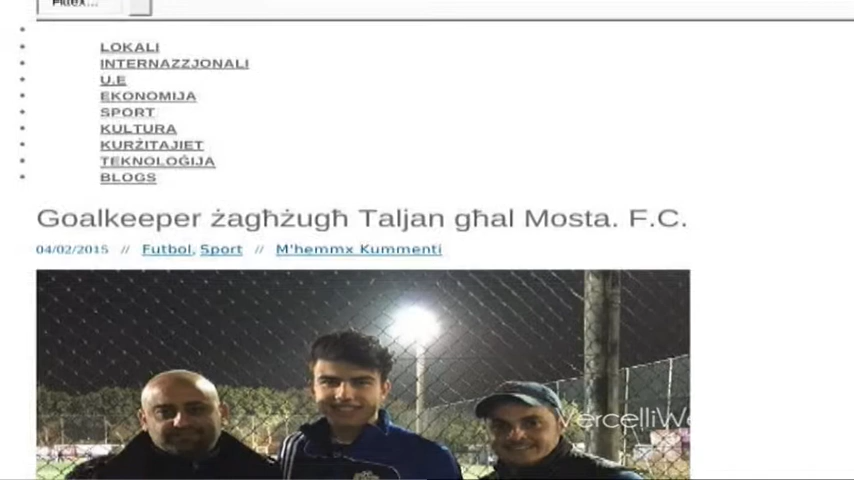 LOKALI
INTERNAZZJONALI
U.E
EKONOMIJA
SPORT
KULTURA
KURŻITAJIET
TEKNOLOĠIJA
BLOGS
Goalkeeper żagħżugħ Taljan għal Mosta. F.C.
04/02/2015 // Futbol, Sport // M'hemmx Kummenti